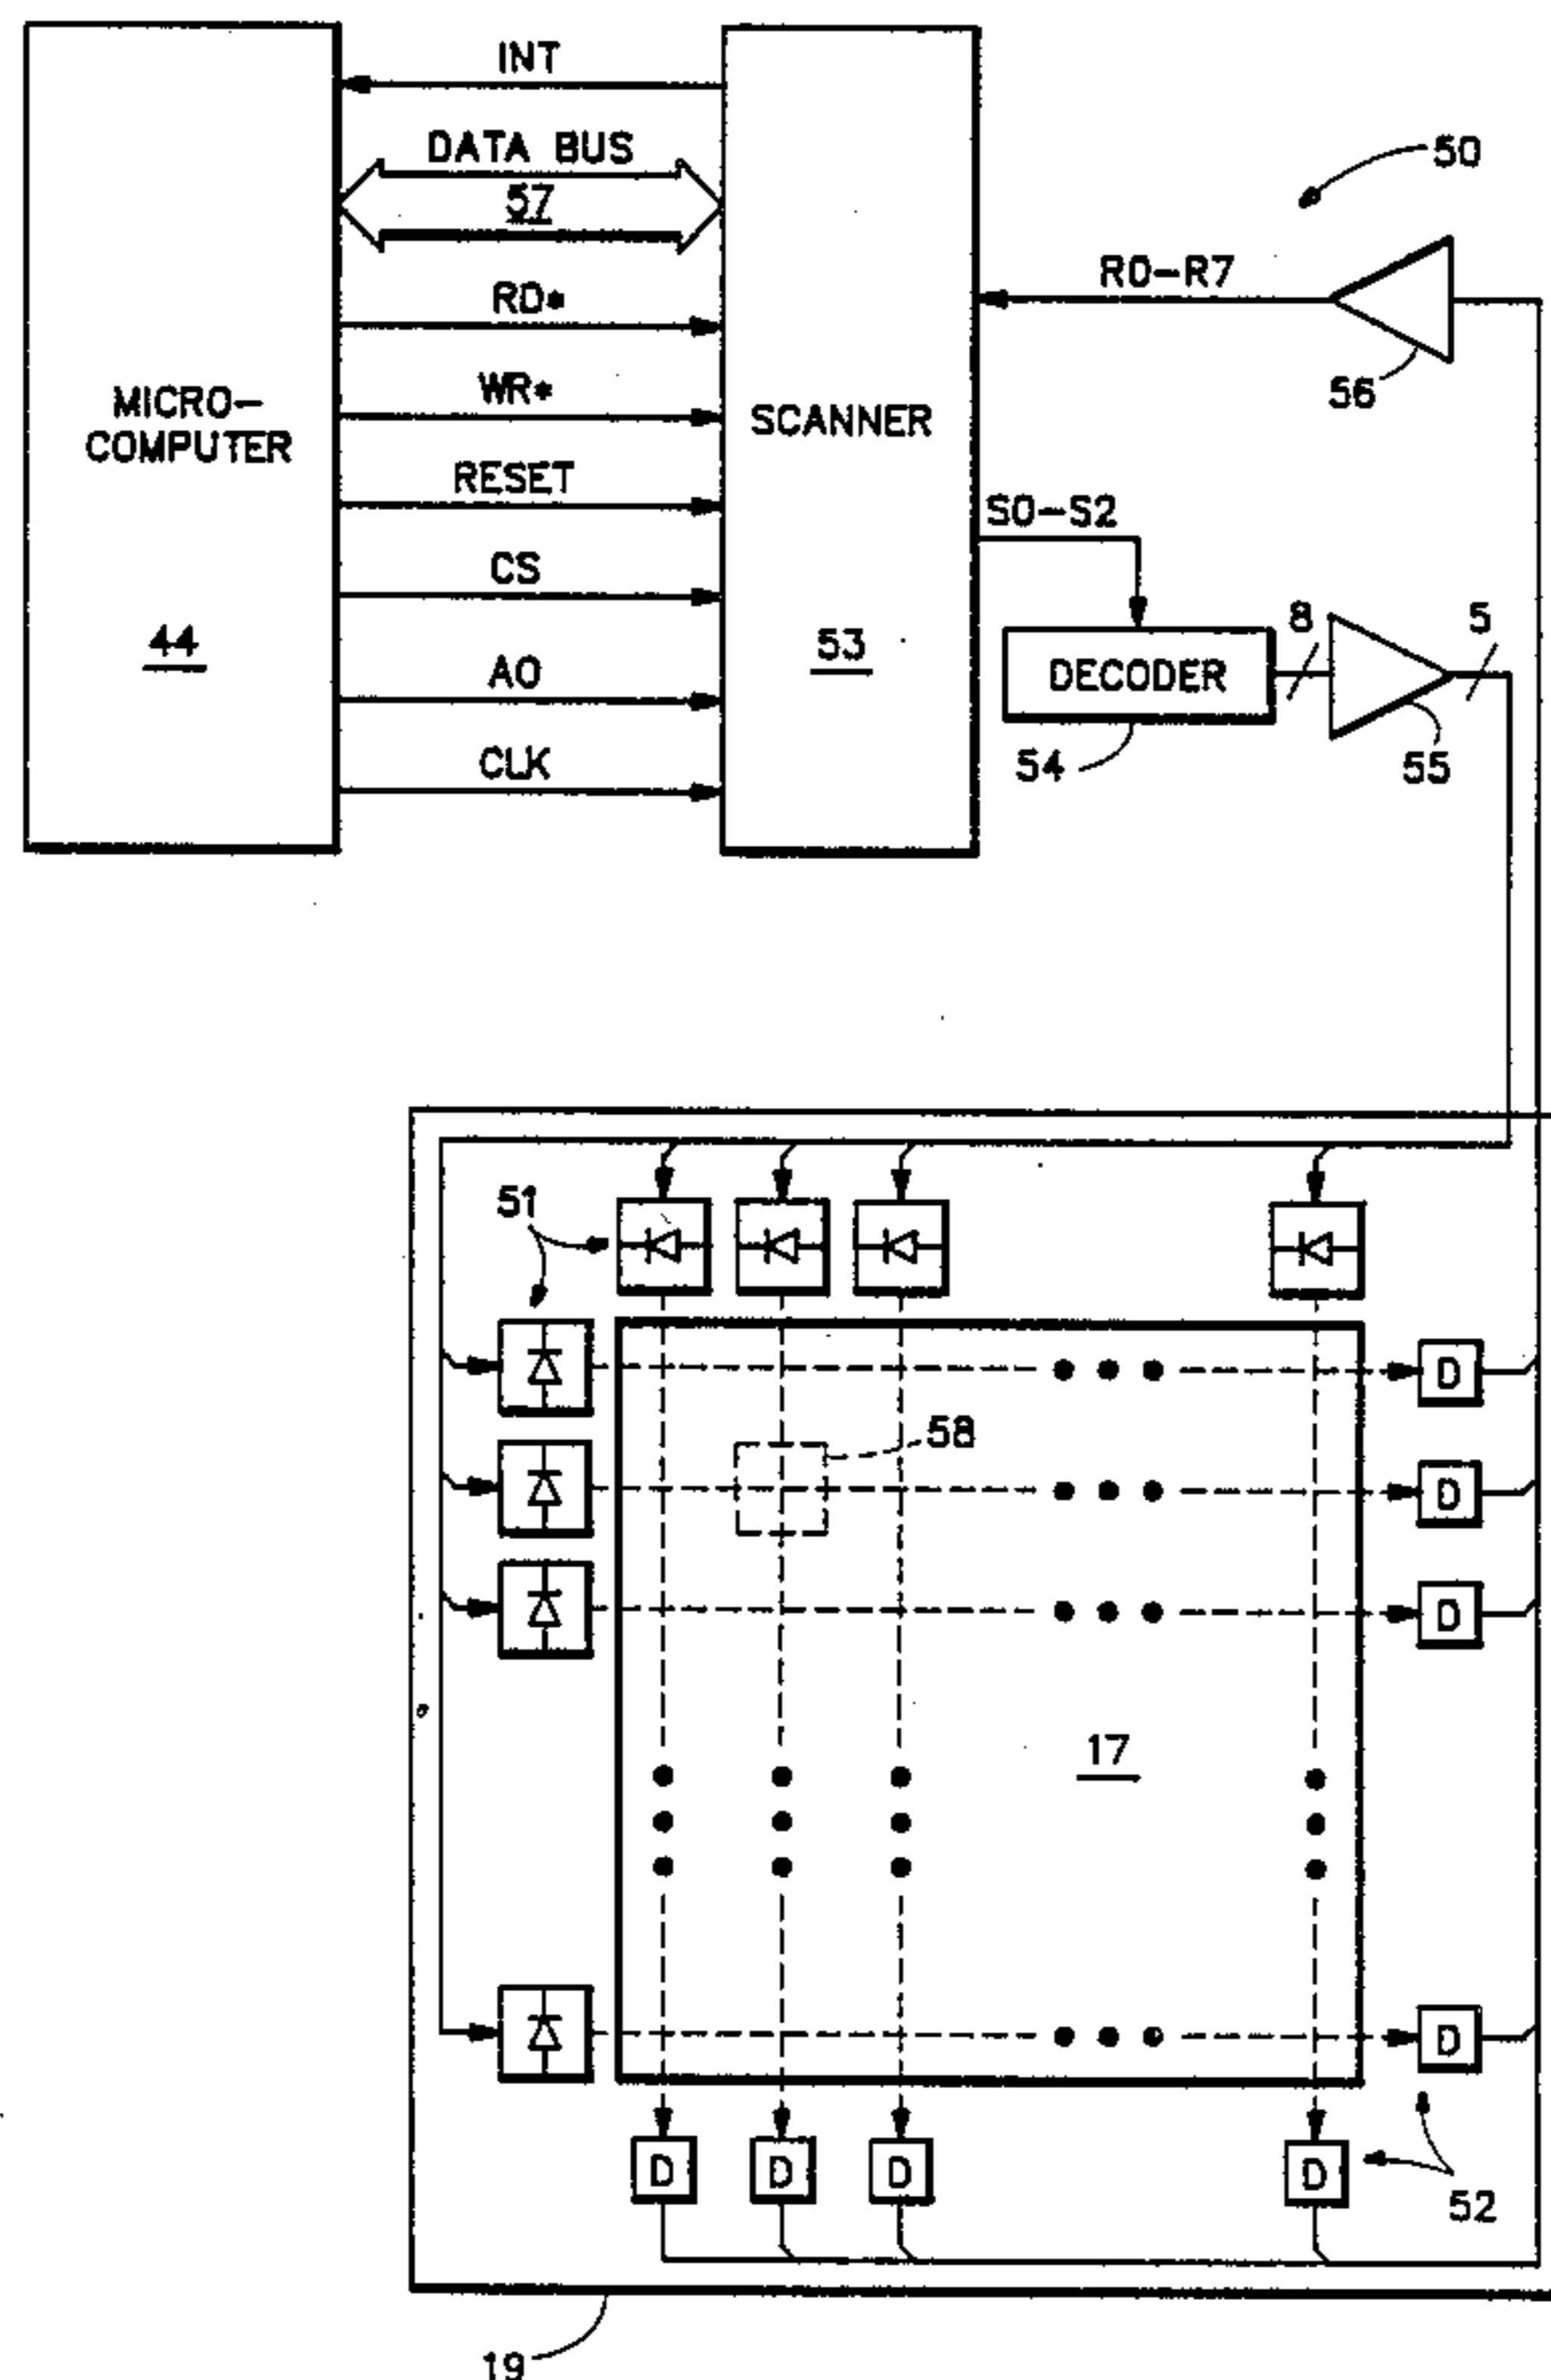 INT
DATA BUS
57
RD*
WR*
RESET
CS
A0
CLK
MICRO-
COMPUTER
44
SCANNER
53
50
R0-R7
56
S0-S2
DECODER
54
8
5
55
51
58
17
D
D
D
D
D
D
D
D
52
19